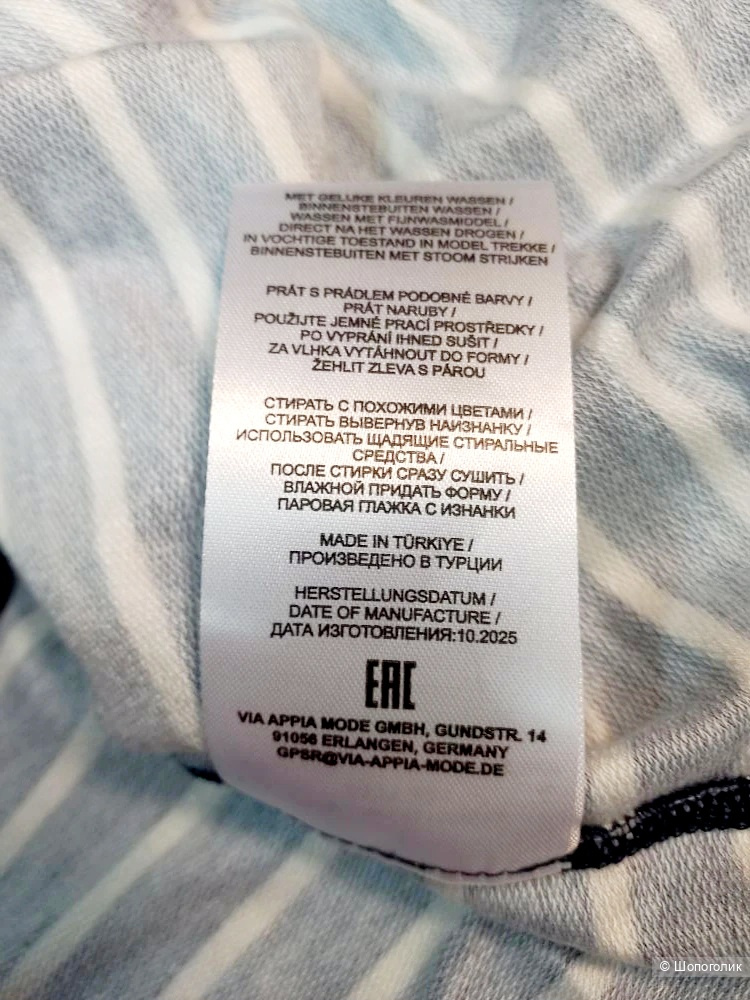 MET GELIJKE KLEUREN WASSEN /
BINNENSTEBUITEN WASSEN /
WASSEN MET FIJNWASMIDDEL /
DIRECT NA HET WASSEN DROGEN /
IN VOCHTIGE TOESTAND IN MODEL TREKKE /
BINNENSTEBUITEN MET STOOM STRIJKEN
PRÁT S PRÁDLEM PODOBNÉ BARVY /
PRÁT NARUBY /
POUŽIJTE JEMNÉ PRACÍ PROSTŘEDKY /
PO VYPRÁNÍ IHNED SUŠIT /
ZA VLHKA VYTÁHNOUT DO FORMY /
ŽEHLIT ZLEVA S PÁROU
СТИРАТЬ С ПОХОЖИМИ ЦВЕТАМИ /
СТИРАТЬ ВЫВЕРНУВ НАИЗНАНКУ /
ИСПОЛЬЗОВАТЬ ЩАДЯЩИЕ СТИРАЛЬНЫЕ
СРЕДСТВА /
ПОСЛЕ СТИРКИ СРАЗУ СУШИТЬ /
ВЛАЖНОЙ ПРИДАТЬ ФОРМУ /
ПАРОВАЯ ГЛАЖКА С ИЗНАНКИ
MADE IN TÜRKIYE /
ПРОИЗВЕДЕНО В ТУРЦИИ
HERSTELLUNGSDATUM /
DATE OF MANUFACTURE /
ДАТА ИЗГОТОВЛЕНИЯ:10.2025
EAC
VIA APPIA MODE GMBH, GUNDSTR. 14
91056 ERLANGEN, GERMANY
GPSR@VIA-APPIA-MODE.DE
© Шопоголик